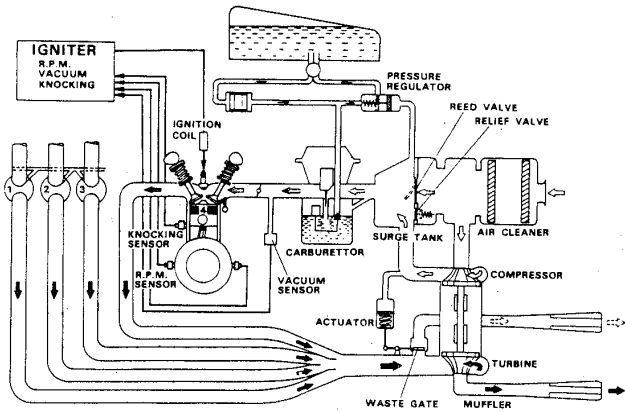 IGNITER
R.P.M.
VACUUM
KNOCKING
PRESSURE
REGULATOR
REED VALVE
RELIEF VALVE
IGNITION
COIL
1
2
3
4
KNOCKING
SENSOR
R.P.M.
SENSOR
CARBURETTOR
SURGE TANK
AIR CLEANER
VACUUM
SENSOR
COMPRESSOR
ACTUATOR
TURBINE
WASTE GATE
MUFFLER